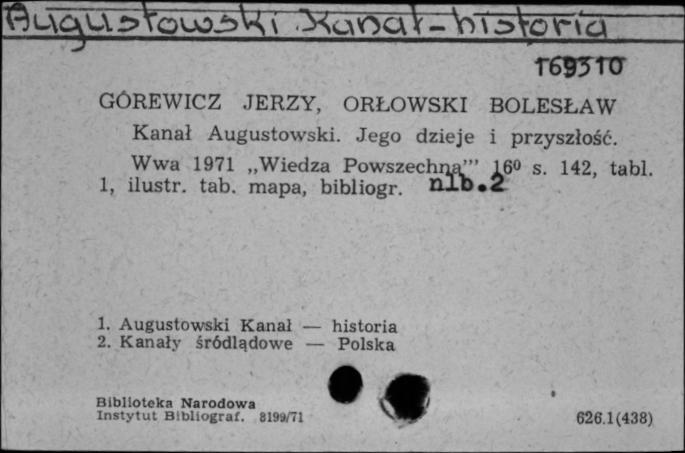 Augustowski Kanał - historia
169310
GÓREWICZ JERZY, ORŁOWSKI BOLESŁAW
Kanał Augustowski. Jego dzieje i przyszłość.
Wwa 1971 „Wiedza Powszechna”’ 16⁰ s. 142, tabl.
1, ilustr. tab. mapa, bibliogr. nlb.2
1. Augustowski Kanał — historia
2. Kanały śródlądowe — Polska
Biblioteka Narodowa
Instytut Bibliograf. 8199/71
626.1(438)